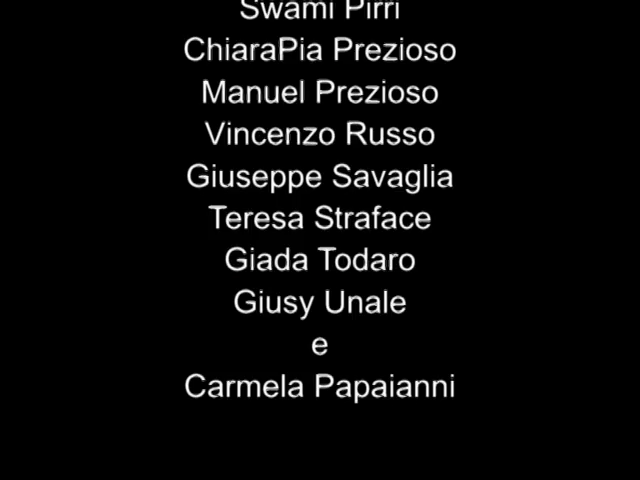 Swami Pirri
ChiaraPia Prezioso
Manuel Prezioso
Vincenzo Russo
Giuseppe Savaglia
Teresa Straface
Giada Todaro
Giusy Unale
e
Carmela Papaianni